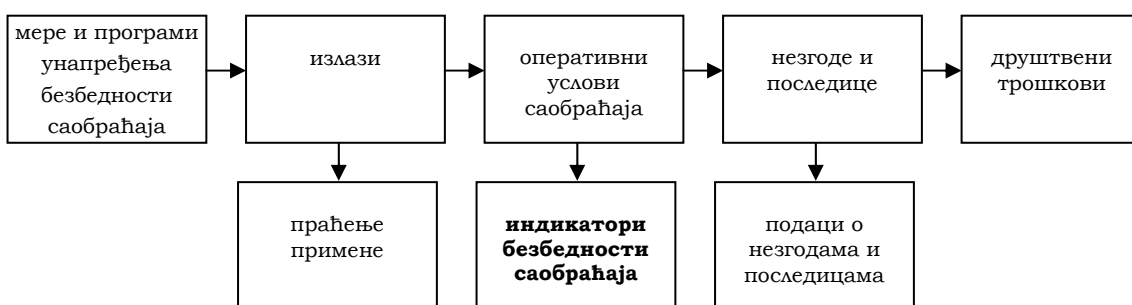 мере и програми
унапређења
безбедности
саобраћаја
излази
оперативни
услови
саобраћаја
незгоде и
последице
друштвени
трошкови
праћење
примене
индикатори
безбедности
саобраћаја
подаци о
незгодама и
последицама